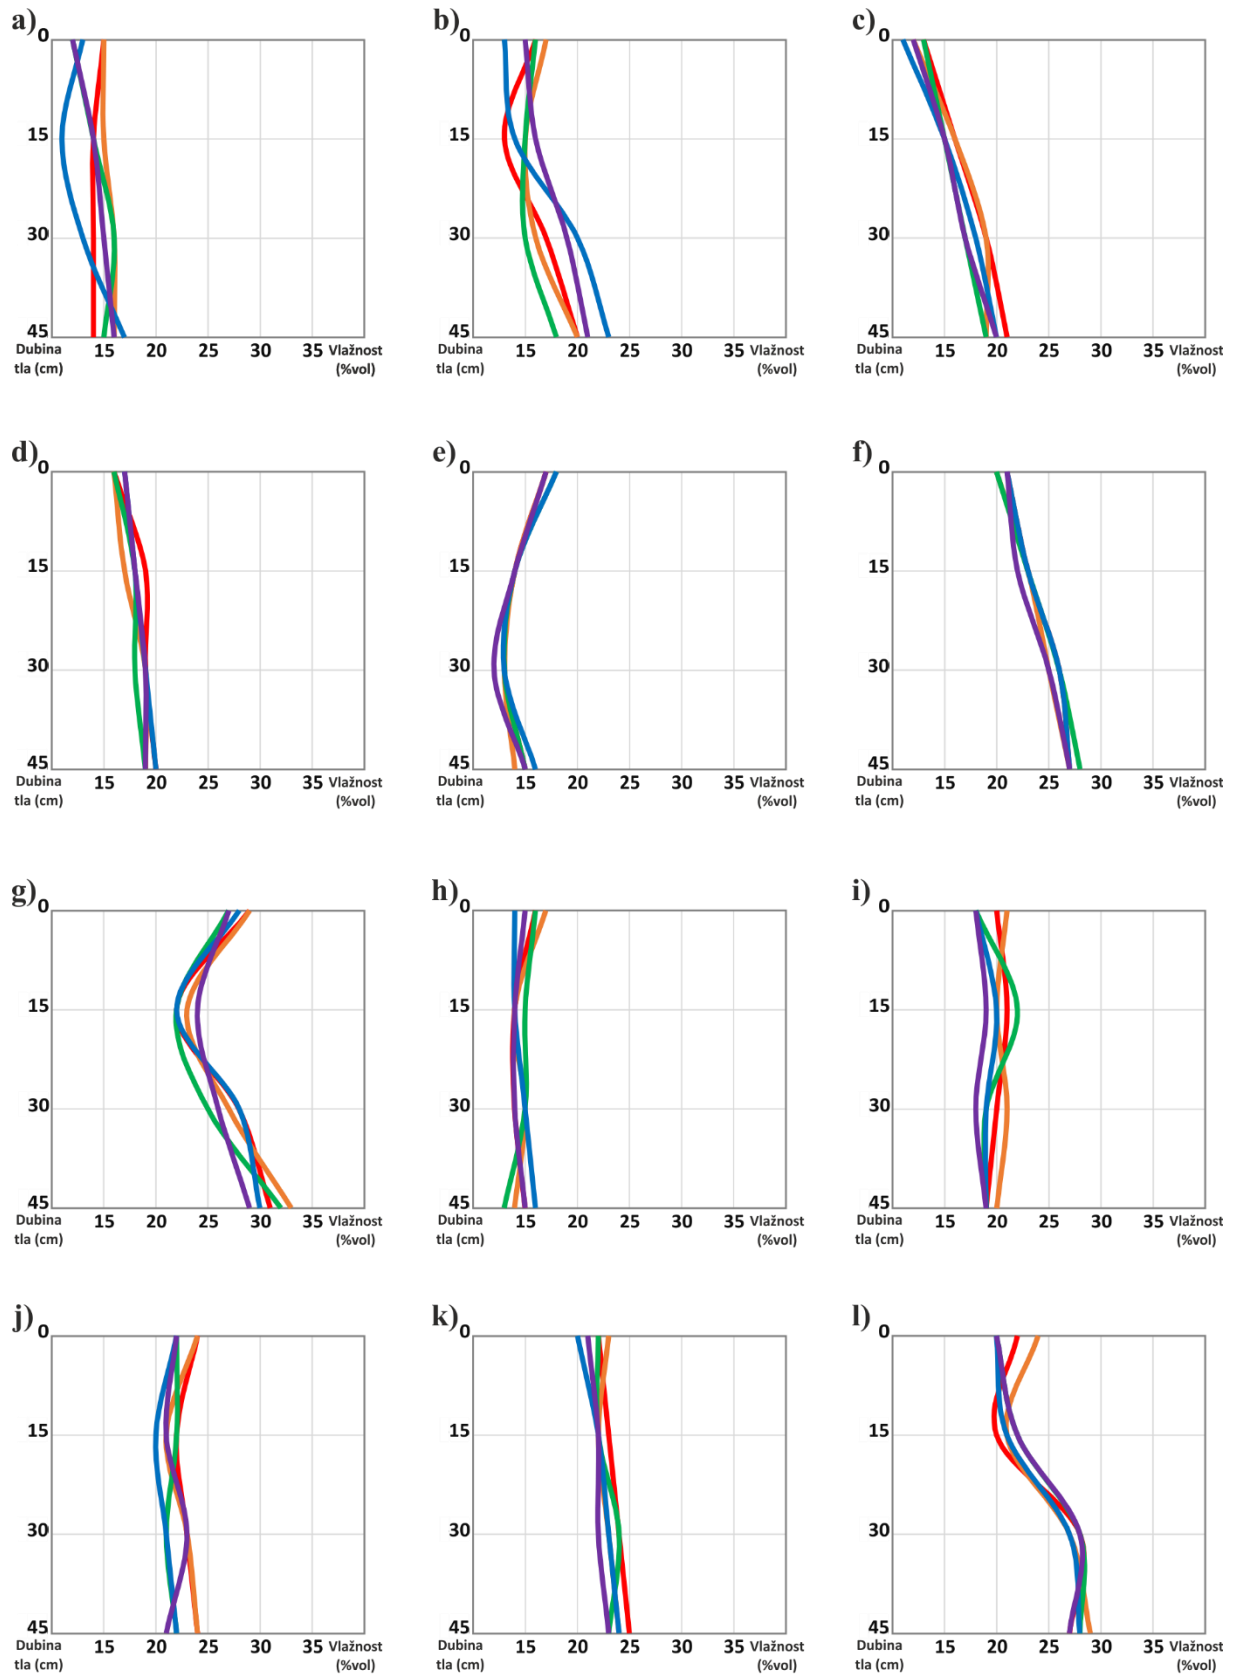 a) b) c)
0 0 0
15 15 15
30 30 30
45 45 45
Dubina 15 20 25 30 35 Vlažnost Dubina 15 20 25 30 35 Vlažnost Dubina 15 20 25 30 35 Vlažnost
tla (cm) (%vol) tla (cm) (%vol) tla (cm) (%vol)
d) e) f)
0 0 0
15 15 15
30 30 30
45 45 45
Dubina 15 20 25 30 35 Vlažnost Dubina 15 20 25 30 35 Vlažnost Dubina 15 20 25 30 35 Vlažnost
tla (cm) (%vol) tla (cm) (%vol) tla (cm) (%vol)
g) h) i)
0 0 0
15 15 15
30 30 30
45 45 45
Dubina 15 20 25 30 35 Vlažnost Dubina 15 20 25 30 35 Vlažnost Dubina 15 20 25 30 35 Vlažnost
tla (cm) (%vol) tla (cm) (%vol) tla (cm) (%vol)
j) k) l)
0 0 0
15 15 15
30 30 30
45 45 45
Dubina 15 20 25 30 35 Vlažnost Dubina 15 20 25 30 35 Vlažnost Dubina 15 20 25 30 35 Vlažnost
tla (cm) (%vol) tla (cm) (%vol) tla (cm) (%vol)